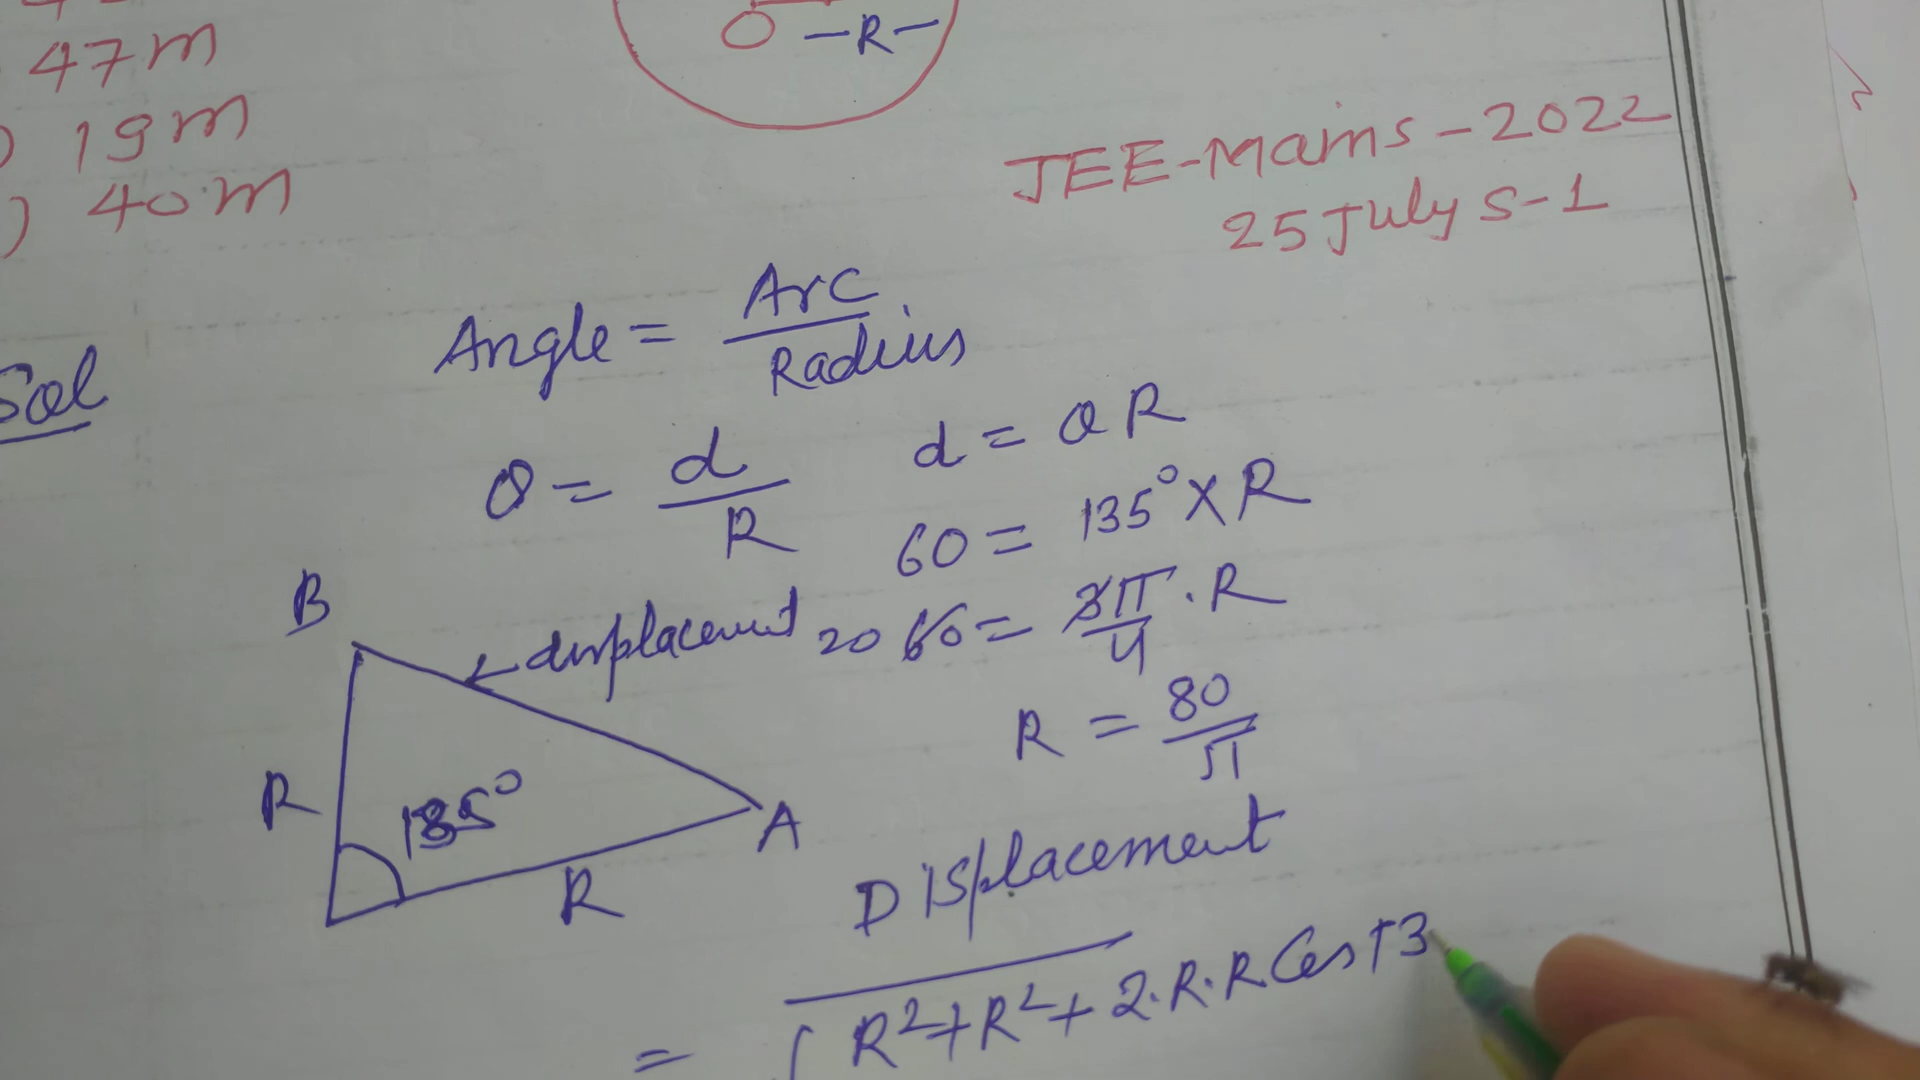 47m
) 19m
) 40m
O -R-
JEE-Mains-2022
25 July S-1
Sol
Angle = Arc / Radius
θ = d / R
d = θR
60 = 135° × R
20 60 = 3π/4 . R
R = 80/π
B
displacement
R
135°
A
R
Displacement
= √ R² + R² + 2.R.R Cos 13